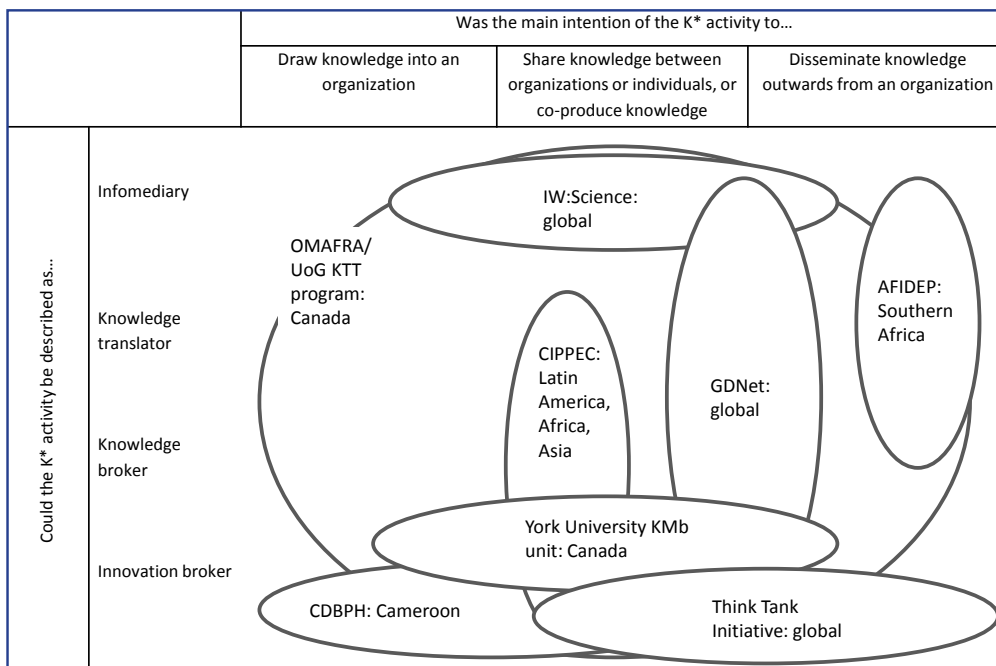 Was the main intention of the K* activity to…
Draw knowledge into an
organization
Share knowledge between
organizations or individuals, or
co-produce knowledge
Disseminate knowledge
outwards from an organization
Could the K* activity be described as…
Infomediary
Knowledge
translator
Knowledge
broker
Innovation broker
IW:Science:
global
OMAFRA/
UoG KTT
program:
Canada
AFIDEP:
Southern
Africa
CIPPEC:
Latin
America,
Africa,
Asia
GDNet:
global
York University KMb
unit: Canada
CDBPH: Cameroon
Think Tank
Initiative: global